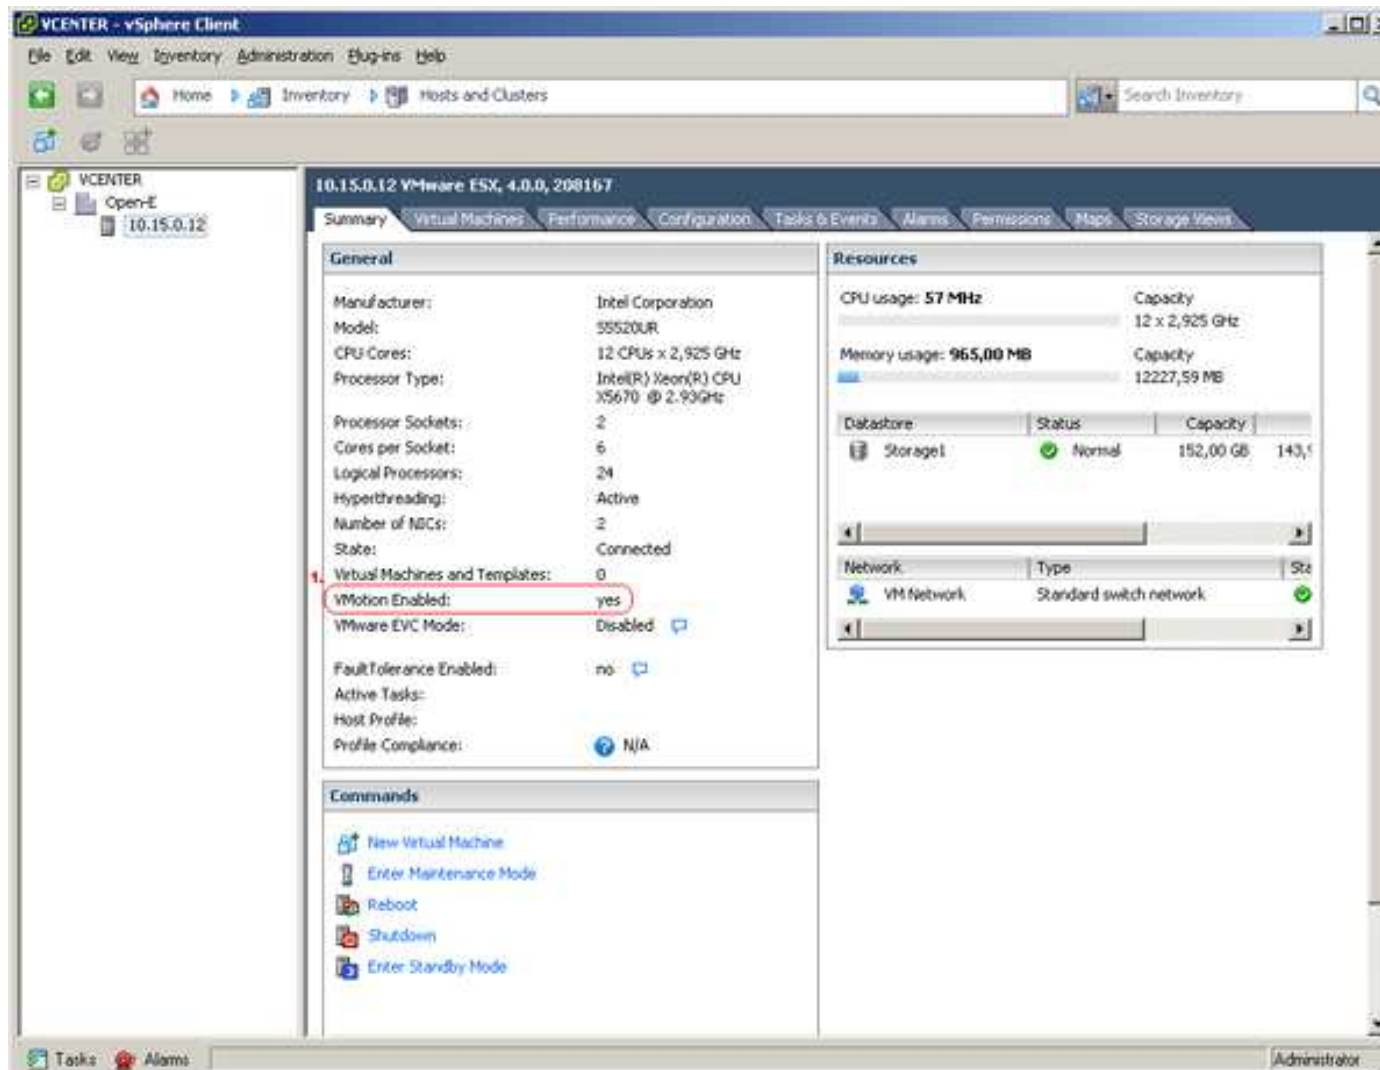 VCENTER - vSphere Client
File Edit View Inventory Administration Plug-ins Help
Home Inventory Hosts and Clusters
Search Inventory
VCENTER
Open-E
10.15.0.12
10.15.0.12 VMware ESX, 4.0.0, 208167
Summary Virtual Machines Performance Configuration Tasks & Events Alarms Permissions Maps Storage Views
General
Manufacturer: Intel Corporation
Model: S5520UR
CPU Cores: 12 CPUs x 2,925 GHz
Processor Type: Intel(R) Xeon(R) CPU
X5670 @ 2.93GHz
Processor Sockets: 2
Cores per Socket: 6
Logical Processors: 24
Hyperthreading: Active
Number of NICs: 2
State: Connected
Virtual Machines and Templates: 0
1.
VMotion Enabled: yes
VMware EVC Mode: Disabled
FaultTolerance Enabled: no
Active Tasks:
Host Profile:
Profile Compliance: N/A
Commands
New Virtual Machine
Enter Maintenance Mode
Reboot
Shutdown
Enter Standby Mode
Resources
CPU usage: 57 MHz Capacity
12 x 2,925 GHz
Memory usage: 965,00 MB Capacity
12227,59 MB
Datastore Status Capacity
Storage1 Normal 152,00 GB
Network Type
VM Network Standard switch network
Tasks Alarms Administrator